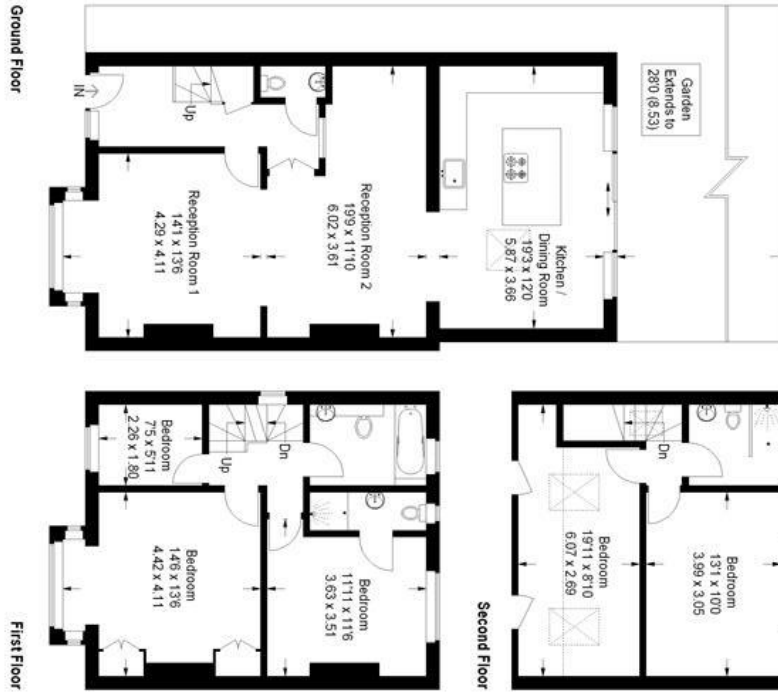 Ground Floor
Garden
Extends to
28'0 (8.53)
Kitchen /
Dining Room
19'3 x 12'0
5.87 x 3.66
Reception Room 2
19'9 x 11'10
6.02 x 3.61
Up
IN
Reception Room 1
14'1 x 13'6
4.29 x 4.11
First Floor
Bedroom
7'5 x 5'11
2.26 x 1.80
Dn
Up
Bedroom
14'6 x 13'6
4.42 x 4.11
Bedroom
11'11 x 11'6
3.63 x 3.51
Second Floor
Dn
Bedroom
19'11 x 8'10
6.07 x 2.69
Bedroom
13'1 x 10'0
3.99 x 3.05